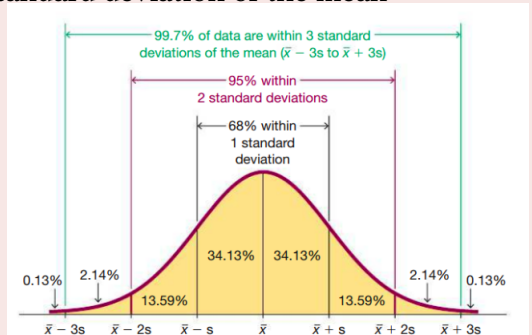 99.7% of data are within 3 standard
deviations of the mean (x̄ − 3s to x̄ + 3s)
95% within
2 standard deviations
68% within
1 standard
deviation
34.13% 34.13%
0.13% 2.14% 2.14% 0.13%
13.59% 13.59%
x̄ − 3s x̄ − 2s x̄ − s x̄ x̄ + s x̄ + 2s x̄ + 3s